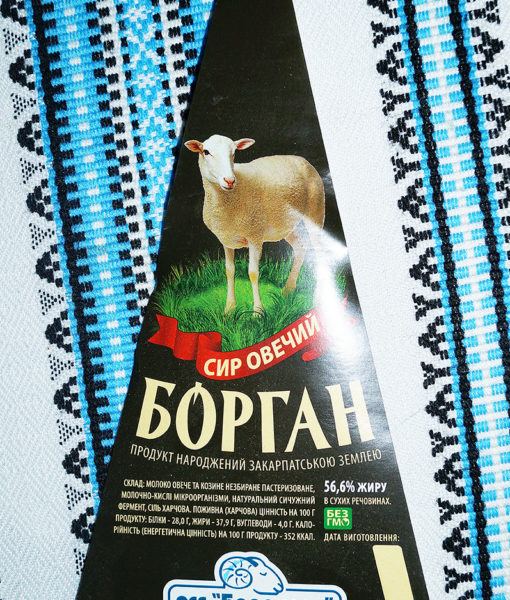 СИР ОВЕЧИЙ
БОРГАН
ПРОДУКТ НАРОДЖЕНИЙ ЗАКАРПАТСЬКОЮ ЗЕМЛЕЮ
СКЛАД: МОЛОКО ОВЕЧЕ ТА КОЗИНЕ НЕЗБИРАНЕ ПАСТЕРИЗОВАНЕ,
МОЛОЧНО-КИСЛІ МІКРООРГАНІЗМИ, НАТУРАЛЬНИЙ СИЧУЖНИЙ
ФЕРМЕНТ, СІЛЬ ХАРЧОВА. ПОЖИВНА (ХАРЧОВА) ЦІННІСТЬ НА 100 Г
ПРОДУКТУ: БІЛКИ - 28,0 Г, ЖИРИ - 37,9 Г, ВУГЛЕВОДИ - 4,0 Г. КАЛО-
РІЙНІСТЬ (ЕНЕРГЕТИЧНА ЦІННІСТЬ) НА 100 Г ПРОДУКТУ - 352 ККАЛ.
56,6% ЖИРУ
В СУХИХ РЕЧОВИНАХ.
БЕЗ
ГМО
ДАТА ВИГОТОВЛЕННЯ: